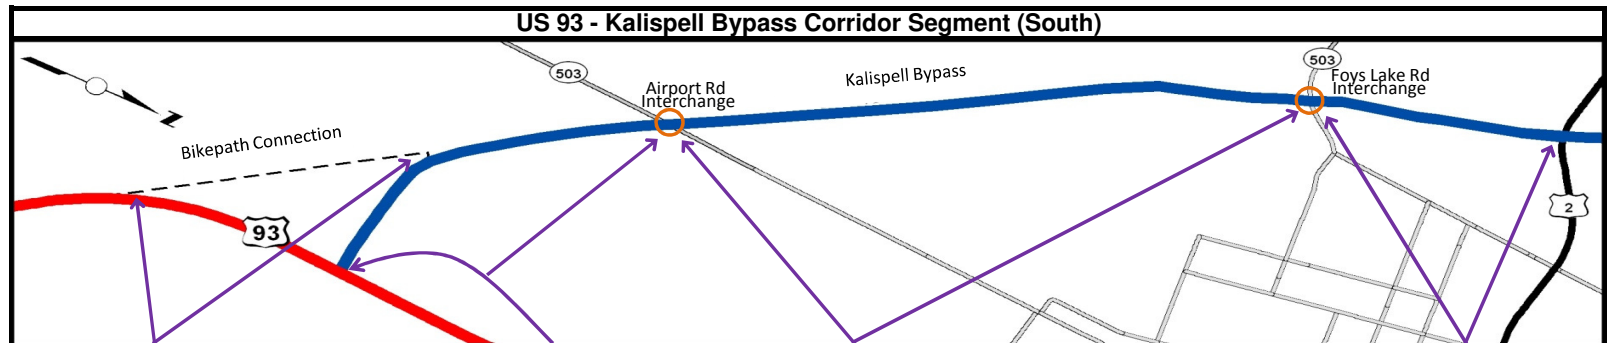 US 93 - Kalispell Bypass Corridor Segment (South)
503
503
Kalispell Bypass
Airport Rd
Interchange
Foys Lake Rd
Interchange
N
Bikepath Connection
2
93